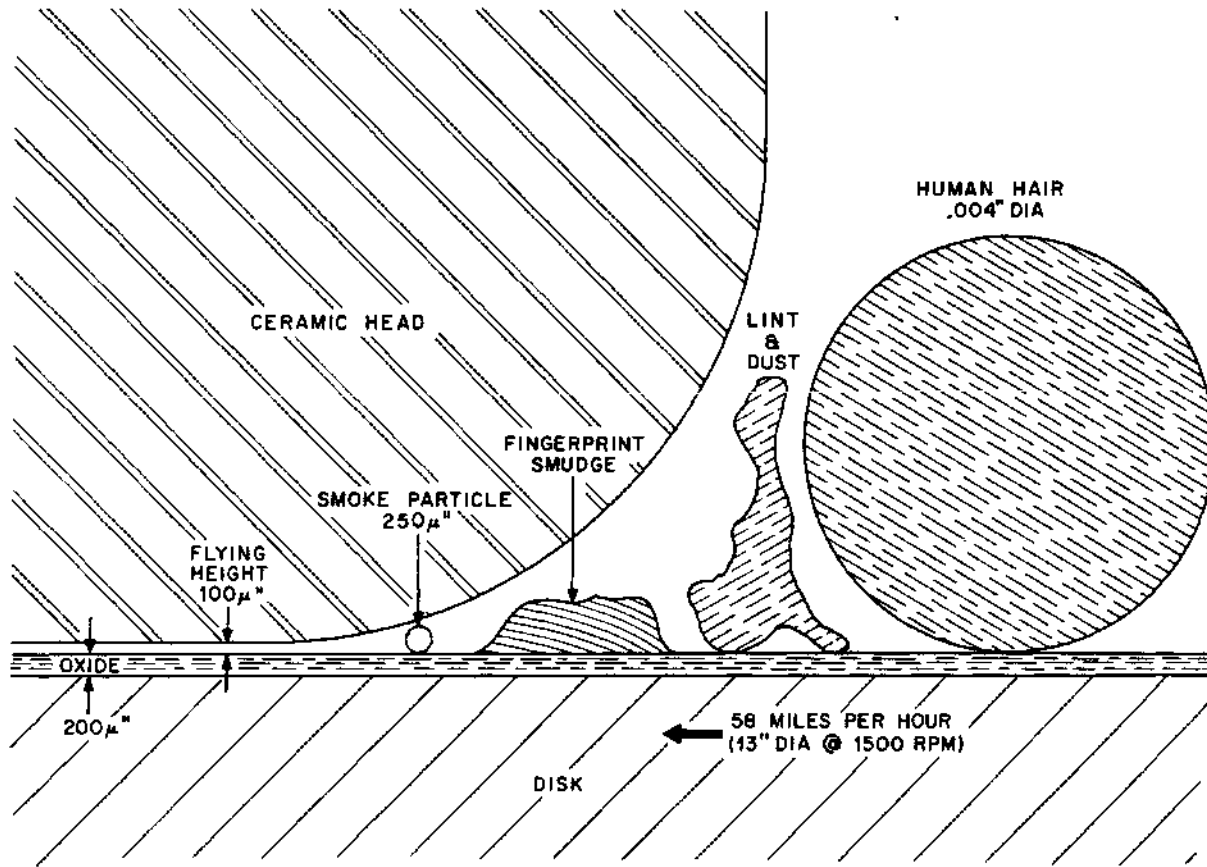 HUMAN HAIR
.004" DIA
CERAMIC HEAD
LINT
&
DUST
FINGERPRINT
SMUDGE
SMOKE PARTICLE
250μ"
FLYING
HEIGHT
100μ"
OXIDE
200μ"
58 MILES PER HOUR
(13" DIA @ 1500 RPM)
DISK